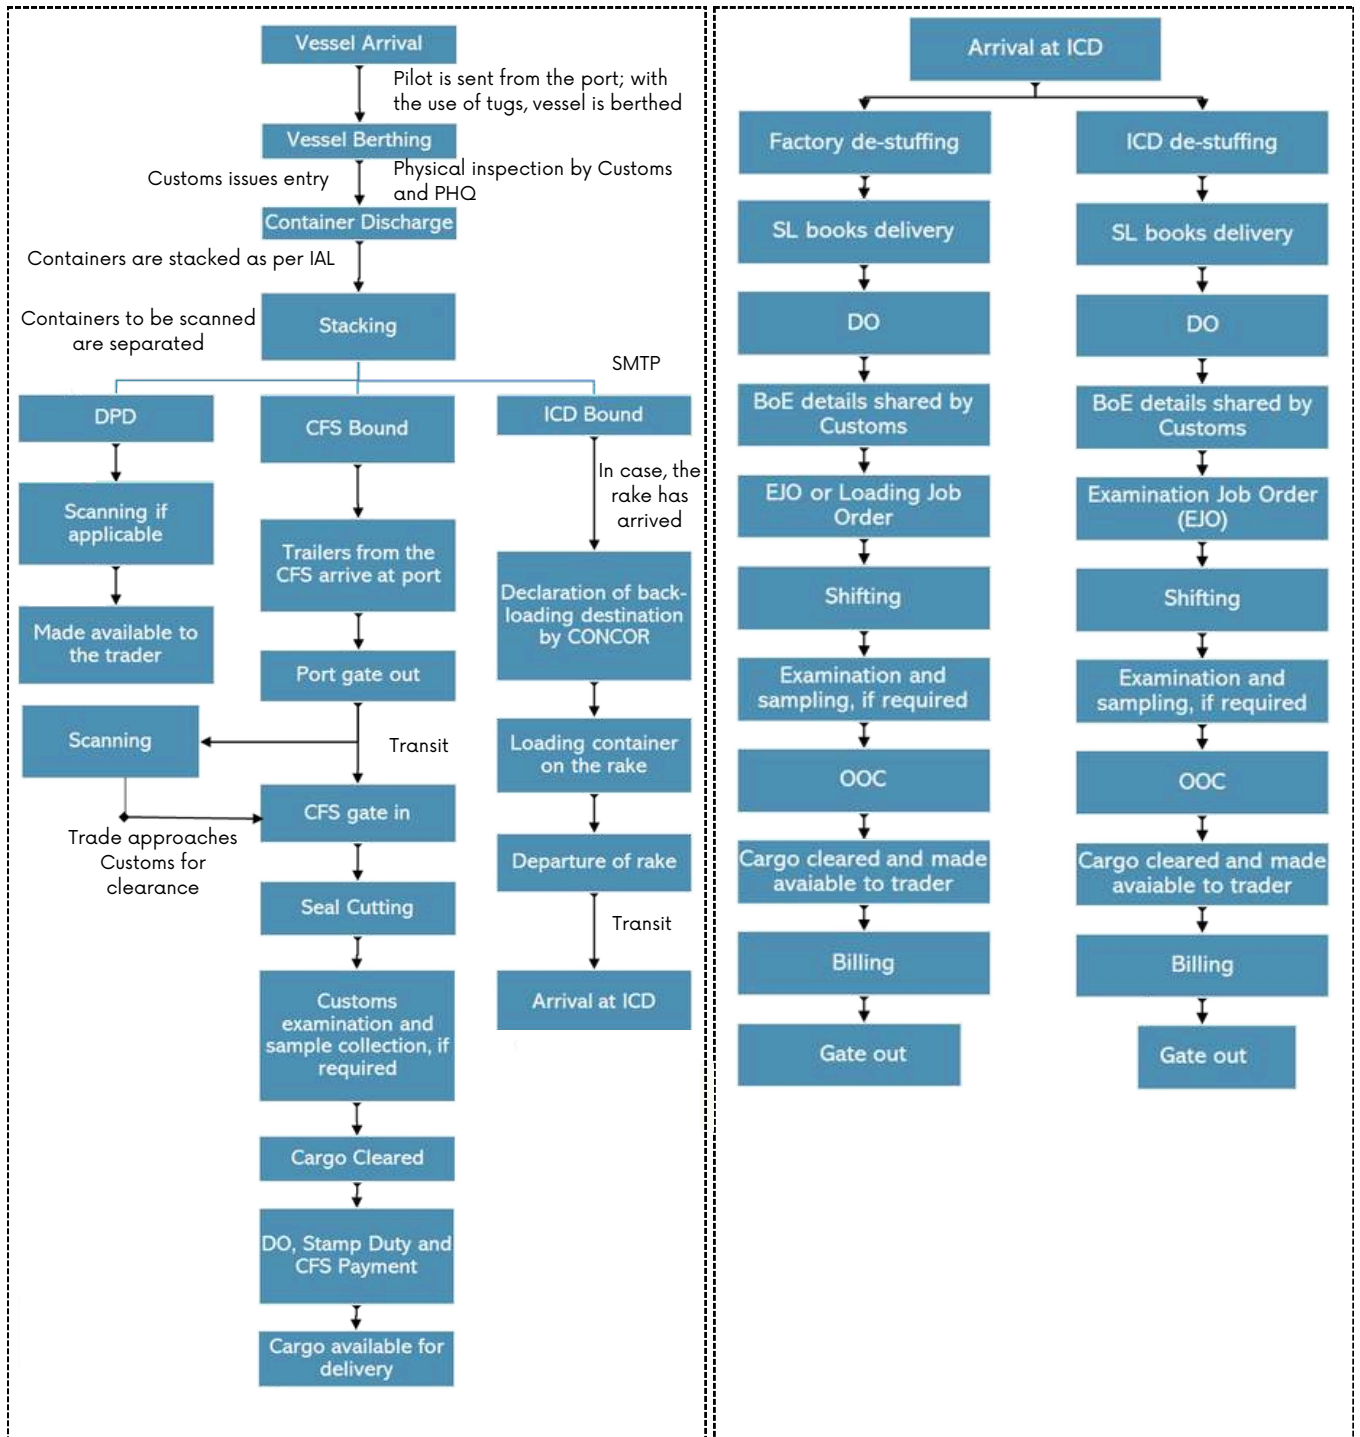 Vessel Arrival
Pilot is sent from the port; with
the use of tugs, vessel is berthed
Vessel Berthing
Customs issues entry
Physical inspection by Customs
and PHQ
Container Discharge
Containers are stacked as per IAL
Stacking
Containers to be scanned
are separated
SMTP
DPD
Scanning if
applicable
Made available to
the trader
CFS Bound
Trailers from the
CFS arrive at port
Port gate out
Scanning
Transit
Trade approaches
Customs for
clearance
CFS gate in
Seal Cutting
Customs
examination and
sample collection, if
required
Cargo Cleared
DO, Stamp Duty and
CFS Payment
Cargo available for
delivery
ICD Bound
In case, the
rake has
arrived
Declaration of back-
loading destination
by CONCOR
Loading container
on the rake
Departure of rake
Transit
Arrival at ICD
Arrival at ICD
Factory de-stuffing
SL books delivery
DO
BoE details shared by
Customs
EJO or Loading Job
Order
Shifting
Examination and
sampling, if required
OOC
Cargo cleared and made
avaiable to trader
Billing
Gate out
ICD de-stuffing
SL books delivery
DO
BoE details shared by
Customs
Examination Job Order
(EJO)
Shifting
Examination and
sampling, if required
OOC
Cargo cleared and made
avaiable to trader
Billing
Gate out